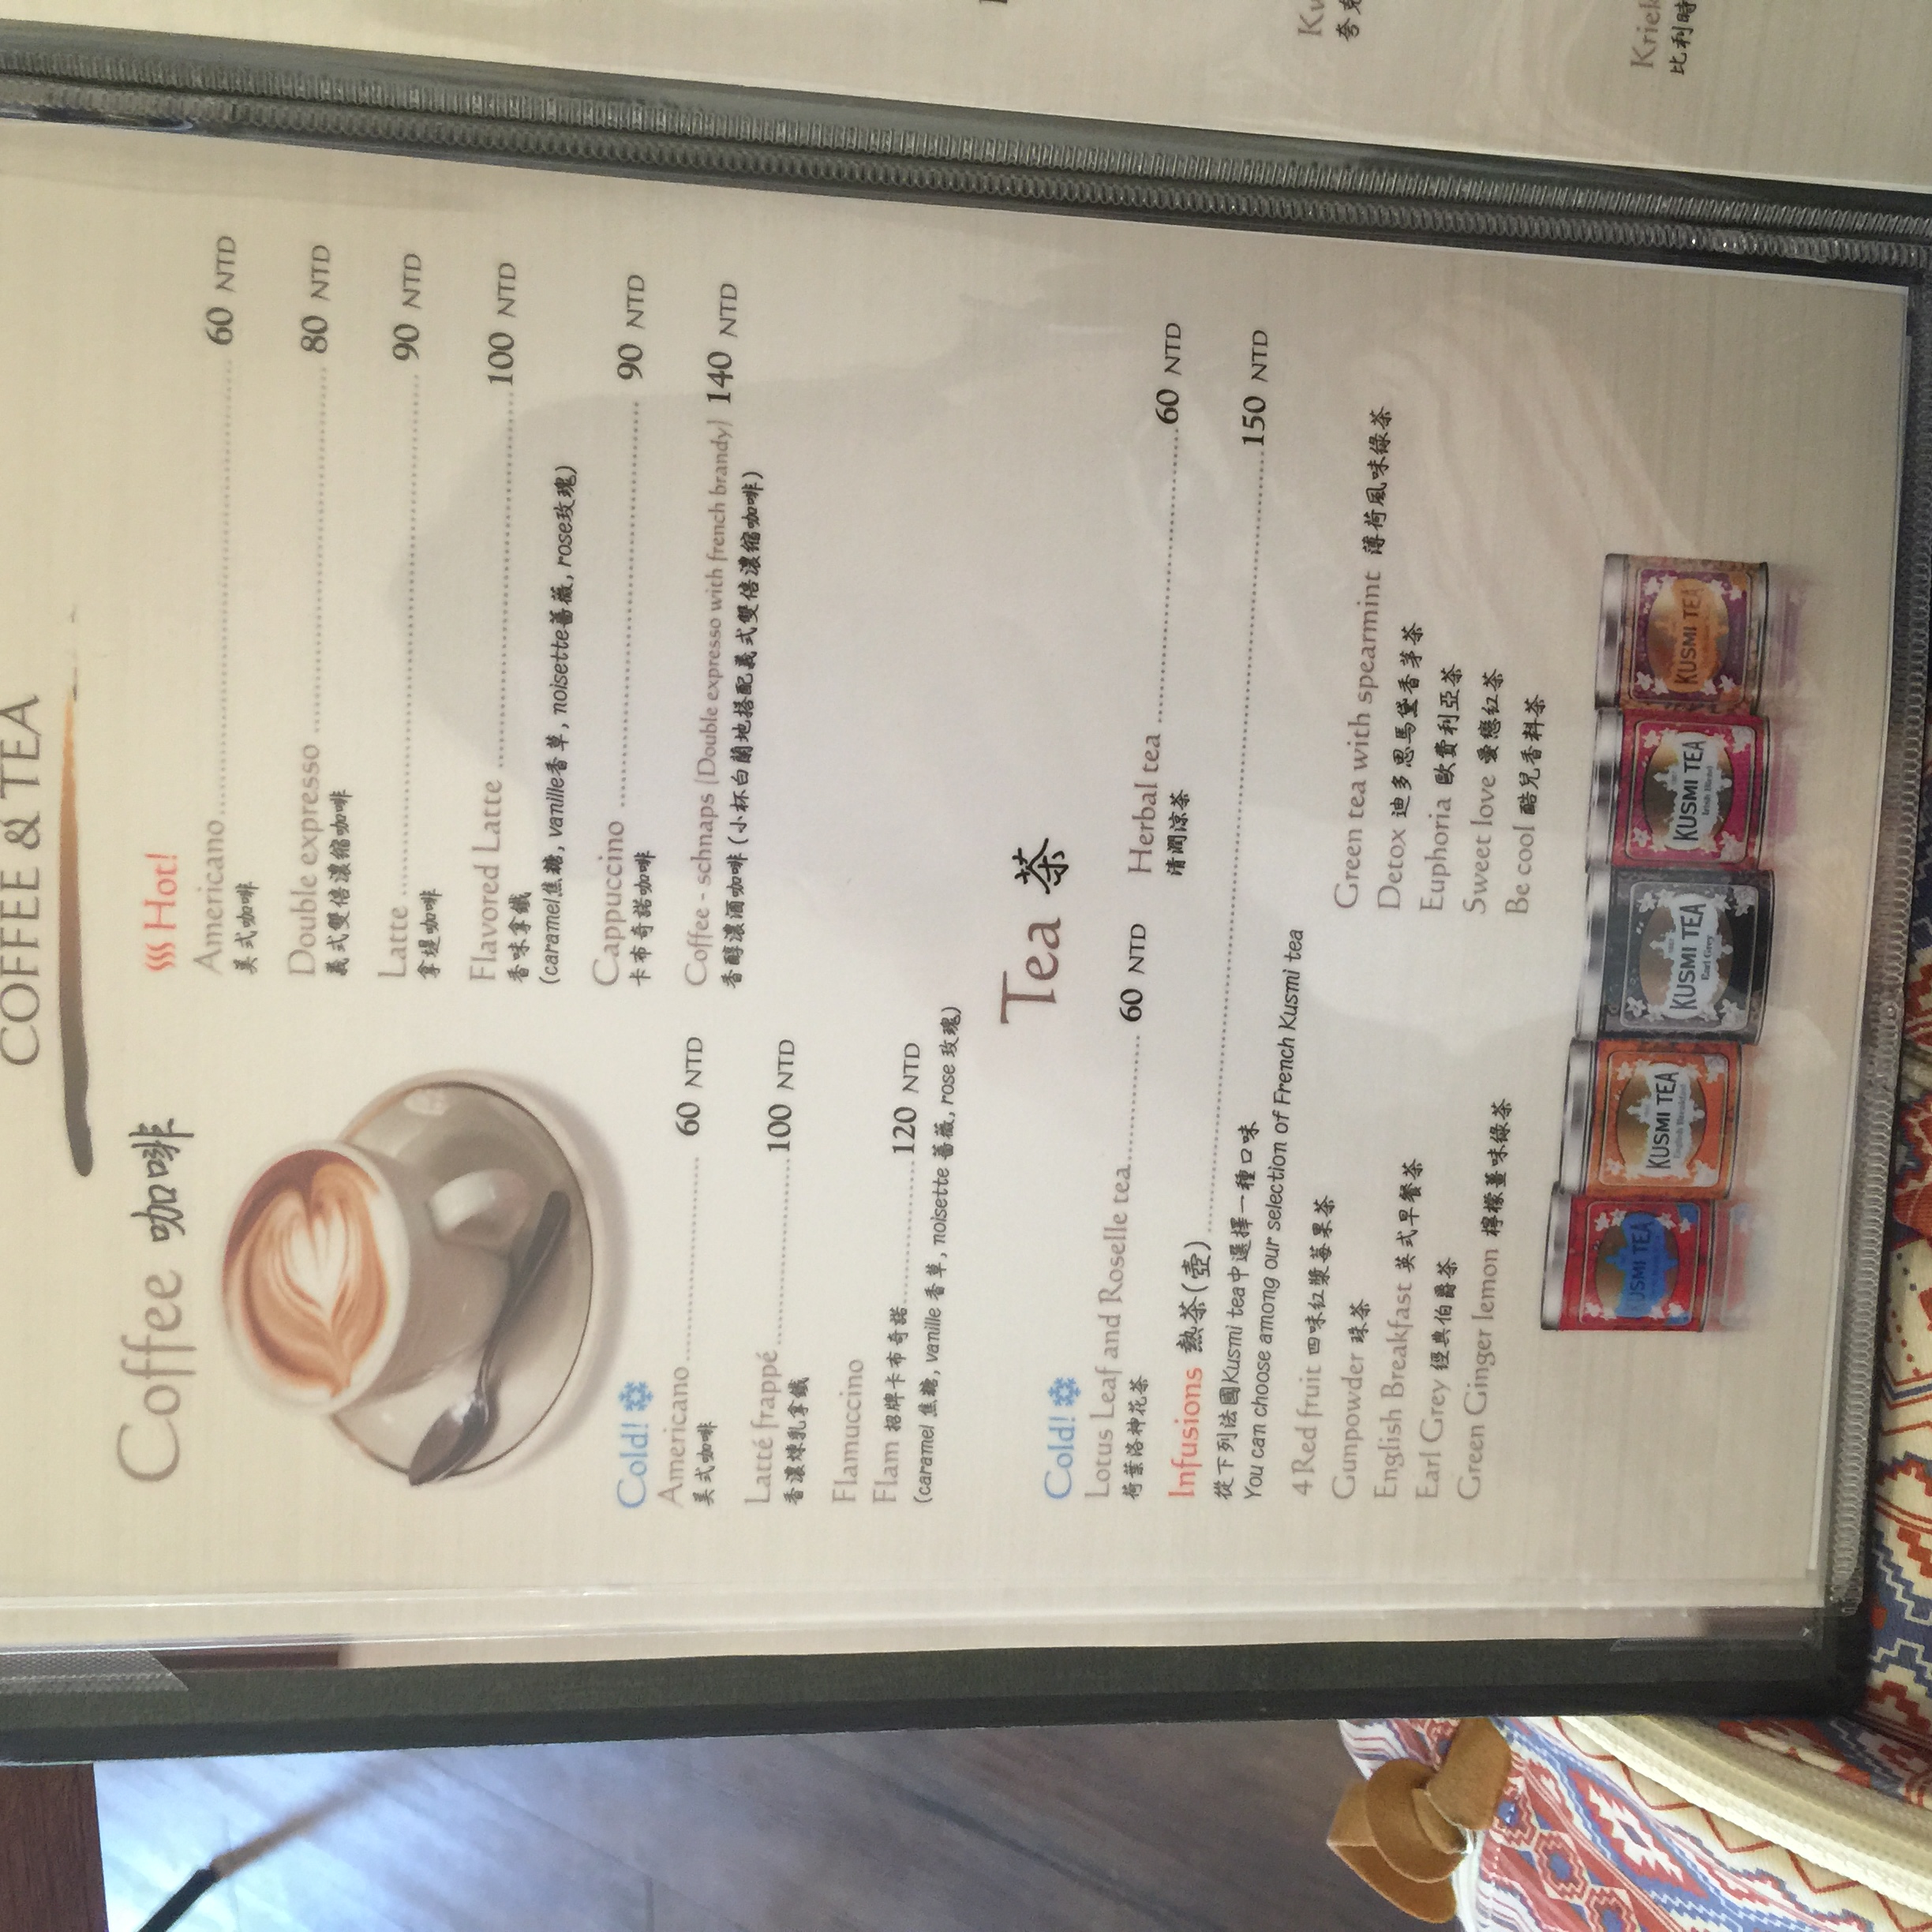 COFFEE & TEA
Coffee 咖啡
Hot!
Americano 60 NTD
美式咖啡
Double expresso 80 NTD
義式雙倍濃縮咖啡
Latte 90 NTD
拿堤咖啡
Flavored Latte 100 NTD
香味拿鐵
(caramel焦糖, vanille香草, noisette薔薇, rose玫瑰)
Cappuccino 90 NTD
卡布奇諾咖啡
Coffee - schnaps (Double expresso with french brandy) 140 NTD
香醇濃酒咖啡 (小杯白蘭地搭配義式雙倍濃縮咖啡)
Cold!
Americano 60 NTD
美式咖啡
Latté frappé 100 NTD
香濃煉乳拿鐵
Flamuccino
Flam 招牌卡布奇諾 120 NTD
(caramel 焦糖, vanille 香草, noisette 薔薇, rose 玫瑰)
Tea 茶
Cold!
Lotus Leaf and Roselle tea 60 NTD
荷葉洛神花茶
Herbal tea 60 NTD
清潤涼茶
Infusions 熱茶(壺) 150 NTD
從下列法國Kusmi tea中選擇一種口味
You can choose among our selection of French Kusmi tea
4 Red fruit 四味紅漿莓果茶
Gunpowder 珠茶
English Breakfast 英式早餐茶
Earl Grey 經典伯爵茶
Green Ginger lemon 檸檬薑味綠茶
Green tea with spearmint 薄荷風味綠茶
Detox 迪多思馬黛香茅茶
Euphoria 歐費利亞茶
Sweet love 愛戀紅茶
Be cool 酷兒香料茶
KUSMI TEA
KUSMI TEA
English Breakfast
KUSMI TEA
Earl Grey
KUSMI TEA
Irish Blend
KUSMI TEA
Kriek
比利時